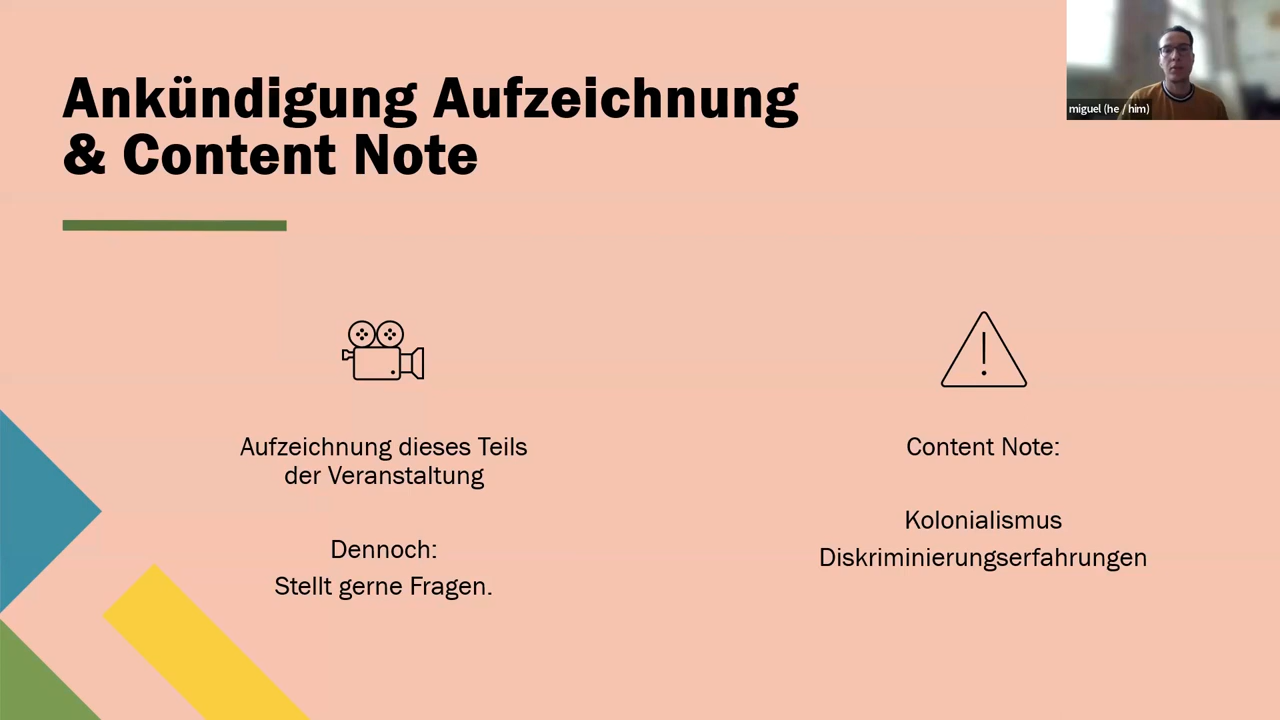 Ankündigung Aufzeichnung
& Content Note
miguel (he / him)
Aufzeichnung dieses Teils
der Veranstaltung
Dennoch:
Stellt gerne Fragen.
Content Note:
Kolonialismus
Diskriminierungserfahrungen